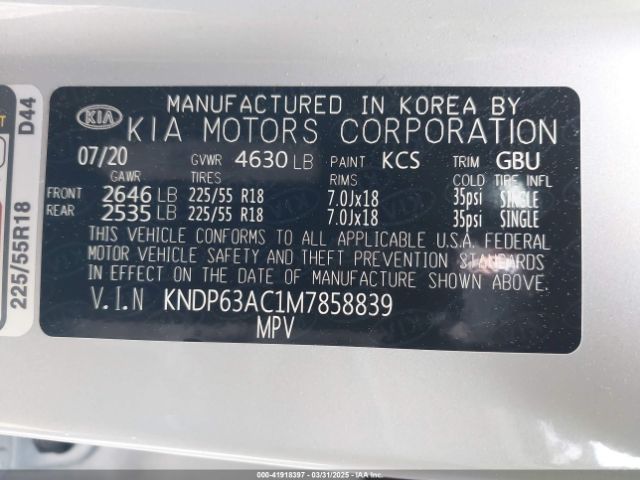 KIA MANUFACTURED IN KOREA BY
KIA MOTORS CORPORATION
07/20 GVWR 4630 LB PAINT KCS TRIM GBU
GAWR TIRES RIMS COLD TIRE INFL
FRONT 2646 LB 225/55 R18 7.0Jx18 35psi SINGLE
REAR 2535 LB 225/55 R18 7.0Jx18 35psi SINGLE
THIS VEHICLE CONFORMS TO ALL APPLICABLE U.S.A. FEDERAL
MOTOR VEHICLE SAFETY AND THEFT PREVENTION STANDARDS
IN EFFECT ON THE DATE OF MANUFACTURE SHOWN ABOVE.
V.I.N KNDP63AC1M7858839
MPV
D44
225/55R18
000-41918397 - 03/31/2025 - IAAI.COM